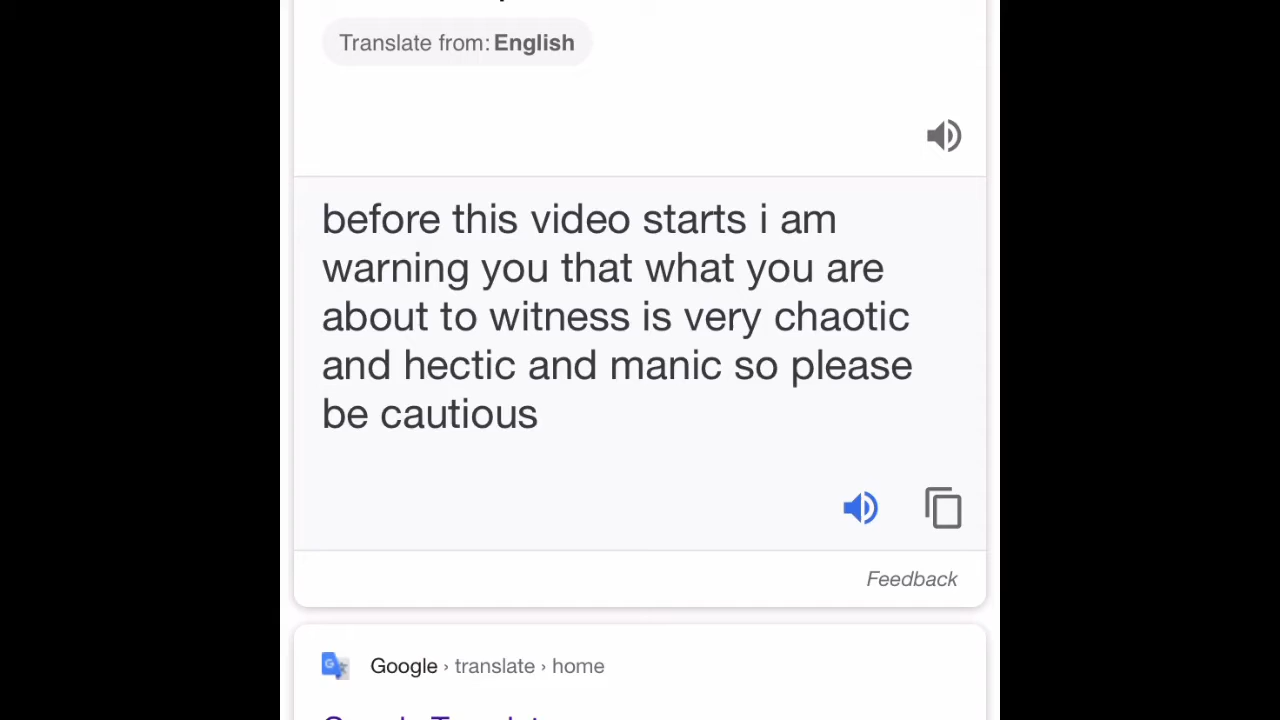 Translate from: English
before this video starts i am
warning you that what you are
about to witness is very chaotic
and hectic and manic so please
be cautious
Feedback
Google › translate › home